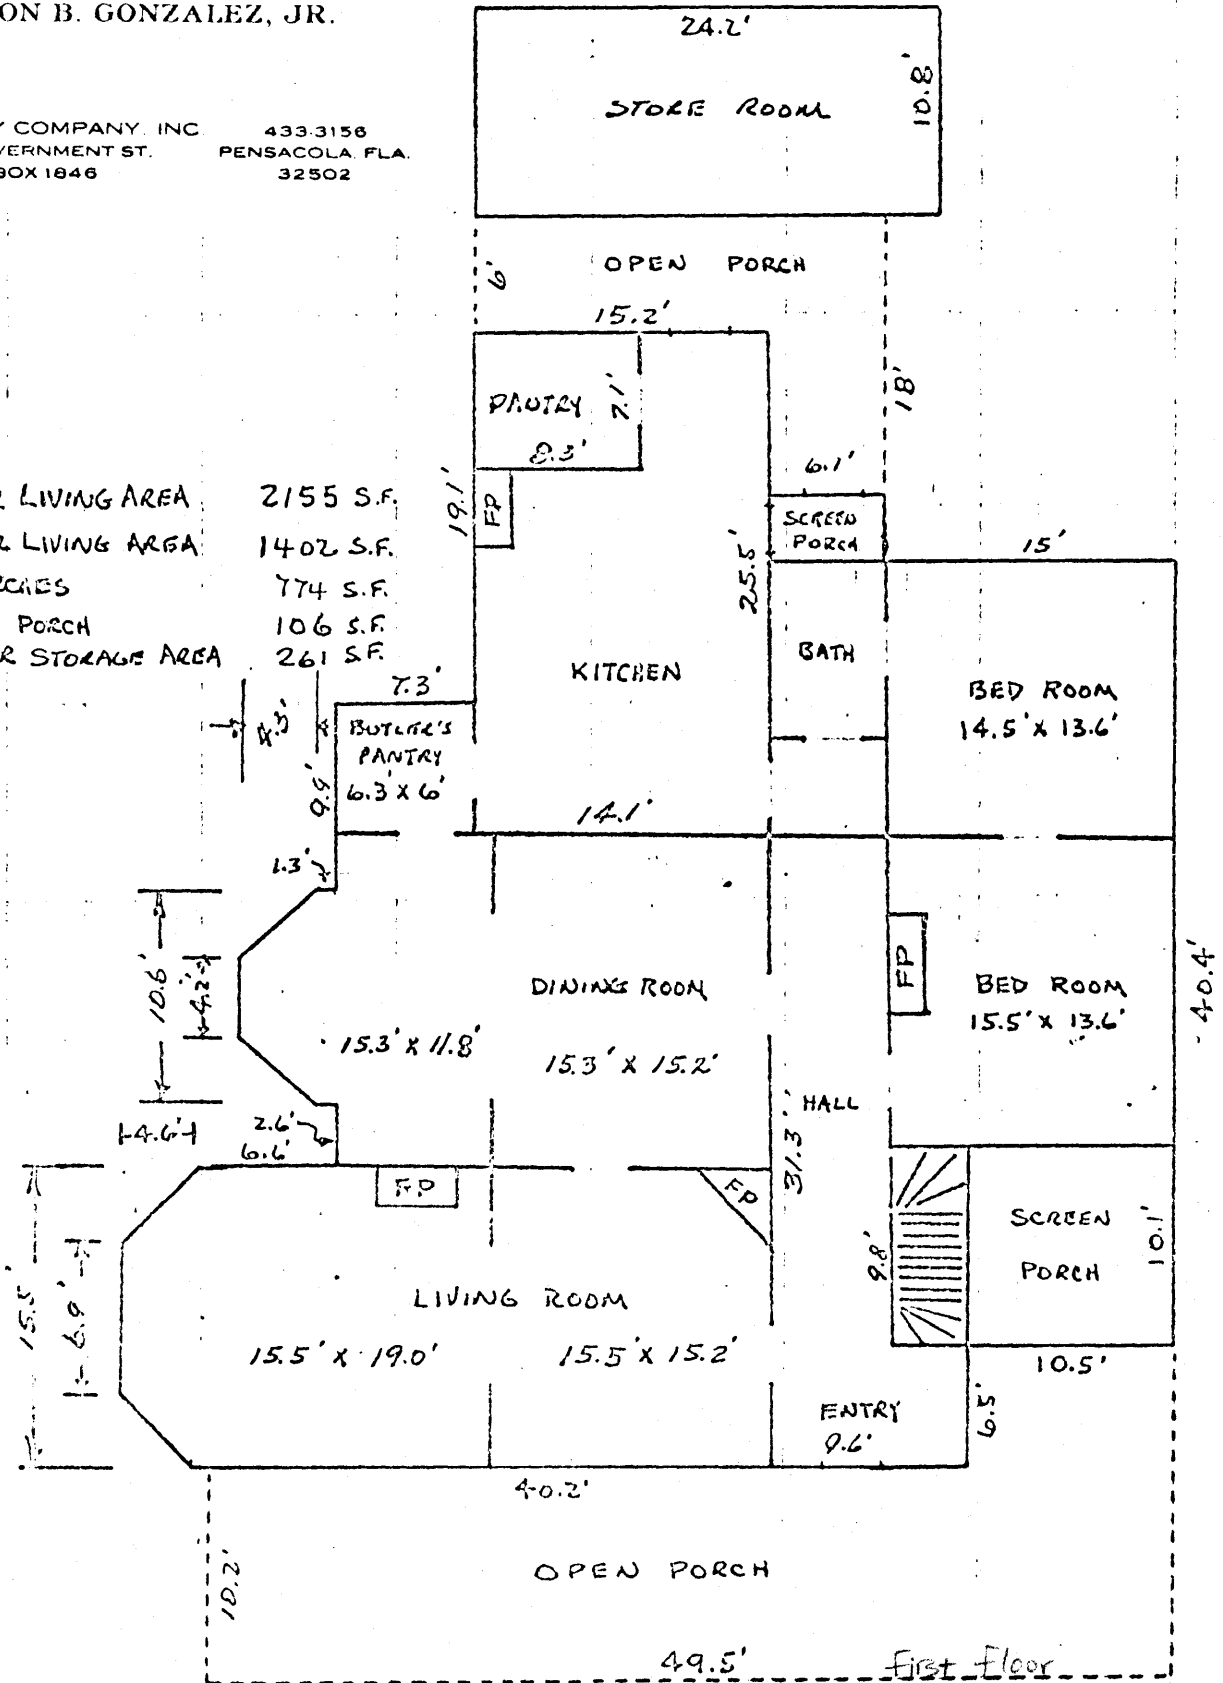 ON B. GONZALEZ, JR.
Y COMPANY, INC. 433-3156
VERNMENT ST. PENSACOLA, FLA.
BOX 1846 32502
24.2'
STORE ROOM
10.8'
OPEN PORCH
6'
15.2'
18'
PANTRY
7.1'
8.3'
FP
19.1'
6.1'
SCREEN
PORCH
15'
LIVING AREA 2155 S.F.
LIVING AREA 1402 S.F.
RCHES 774 S.F.
PORCH 106 S.F.
R STORAGE AREA 261 S.F.
25.5'
BATH
KITCHEN
BED ROOM
14.5' X 13.6'
7.3'
BUTLER'S
PANTRY
6.3' X 6'
9.9'
14.1'
1.3'
10.6'
4.2'
DINING ROOM
15.3' X 11.8'
15.3' X 15.2'
FP
BED ROOM
15.5' X 13.6'
40.4'
HALL
4.6'
2.6'
6.6'
31.3'
FP
FP
SCREEN
PORCH
10.1'
9.8'
15.5'
6.9'
LIVING ROOM
15.5' X 19.0'
15.5' X 15.2'
10.5'
ENTRY
9.6'
6.5'
40.2'
10.2'
OPEN PORCH
49.5'
first floor